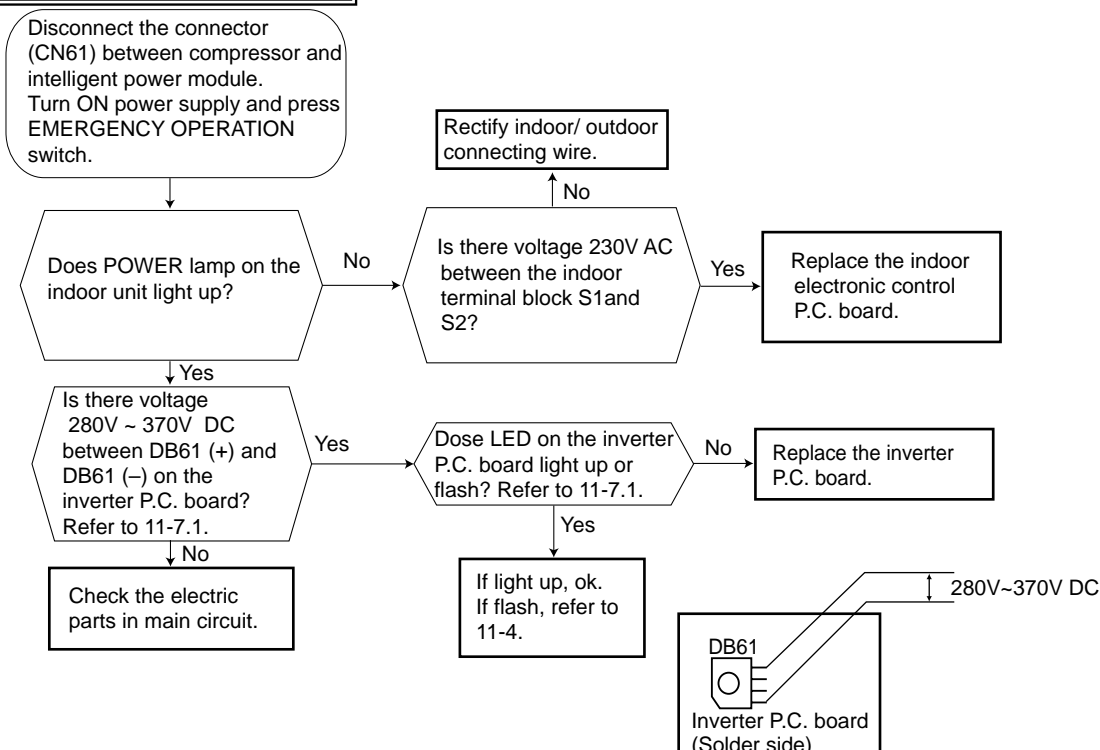 Disconnect the connector
(CN61) between compressor and
intelligent power module.
Turn ON power supply and press
EMERGENCY OPERATION
switch.
Rectify indoor/ outdoor
connecting wire.
No
Does POWER lamp on the
indoor unit light up?
No
Is there voltage 230V AC
between the indoor
terminal block S1and
S2?
Yes
Replace the indoor
electronic control
P.C. board.
Yes
Is there voltage
280V ~ 370V DC
between DB61 (+) and
DB61 (–) on the
inverter P.C. board?
Refer to 11-7.1.
Yes
Dose LED on the inverter
P.C. board light up or
flash? Refer to 11-7.1.
No
Replace the inverter
P.C. board.
No
Check the electric
parts in main circuit.
Yes
If light up, ok.
If flash, refer to
11-4.
280V~370V DC
DB61
Inverter P.C. board
(Solder side)